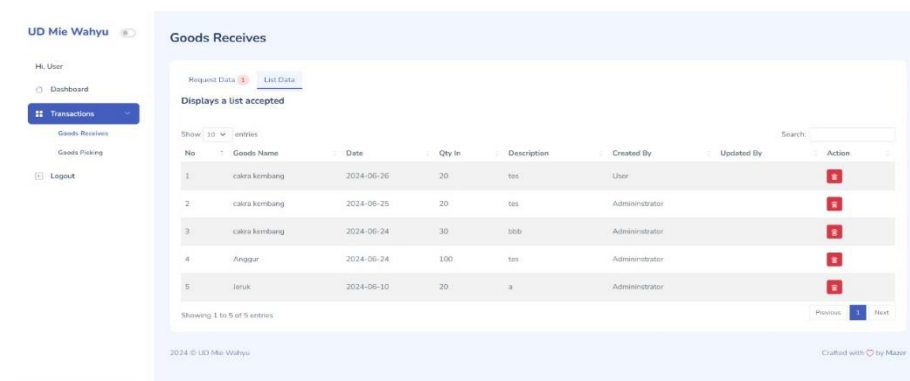 UD Mie Wahyu
Hi, User
Dashboard
Transactions
Goods Receives
Goods Picking
Logout
Goods Receives
Request Data 1 List Data
Displays a list accepted
Show 10 entries
Search:
No Goods Name Date Qty In Description Created By Updated By Action
1 cakra kembang 2024-06-26 20 tes User
2 cakra kembang 2024-06-25 20 tes Admininstrator
3 cakra kembang 2024-06-24 30 bbb Admininstrator
4 Anggur 2024-06-24 100 tes Admininstrator
5 Jeruk 2024-06-10 20 a Admininstrator
Showing 1 to 5 of 5 entries
Previous 1 Next
2024 © UD Mie Wahyu
Crafted with by Mazer